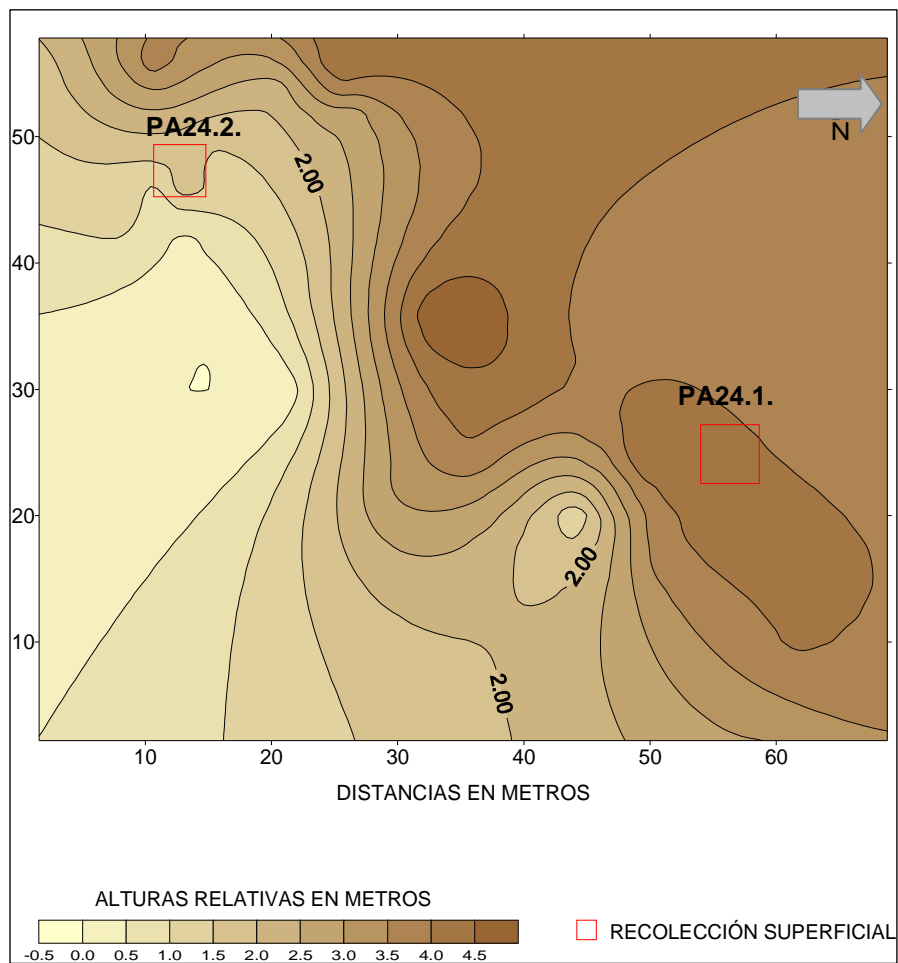 50
PA24.2.
2.00
N
40
30
PA24.1.
20
2.00
10
2.00
10 20 30 40 50 60
DISTANCIAS EN METROS
ALTURAS RELATIVAS EN METROS
-0.5 0.0 0.5 1.0 1.5 2.0 2.5 3.0 3.5 4.0 4.5
RECOLECCIÓN SUPERFICIAL